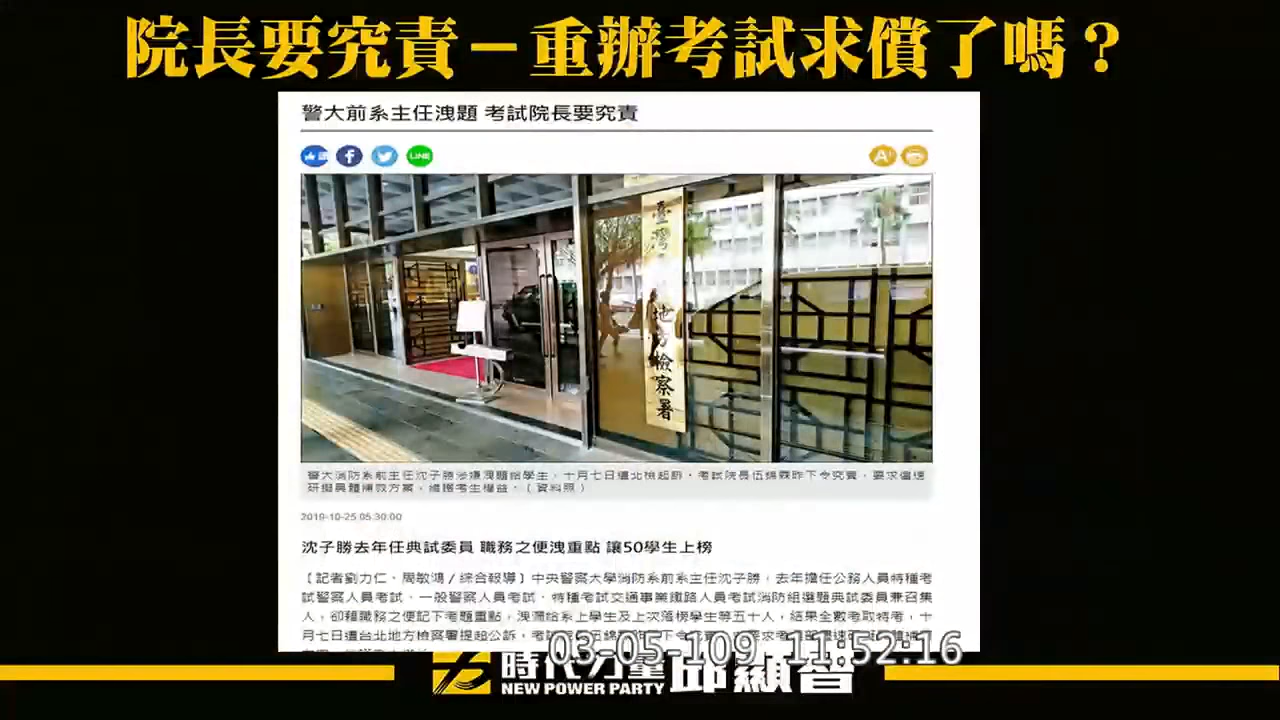 院長要究責－重辦考試求償了嗎？
警大前系主任洩題 考試院長要究責
LINE
A
臺灣
地方檢察署
警大消防系前主任沈子勝涉嫌洩題給學生，十月七日遭北檢起訴。考試院長伍錦霖昨下令究責，要求儘速
研擬具體補救方案，維護考生權益。（資料照）
2019-10-25 05:30:00
沈子勝去年任典試委員 職務之便洩重點 讓50學生上榜
〔記者劉力仁、周敏鴻／綜合報導〕中央警察大學消防系前系主任沈子勝，去年擔任公務人員特種考
試警察人員考試、一般警察人員考試、特種考試交通事業鐵路人員考試消防組選題典試委員兼召集
人，卻藉職務之便記下考題重點，洩漏給系上學生及上次落榜學生等五十人，結果全數考取特考，十
月七日遭台北地方檢察署提起公訴，考試院
03-05-109 11:52:16
時代力量 邱顯智
NEW POWER PARTY